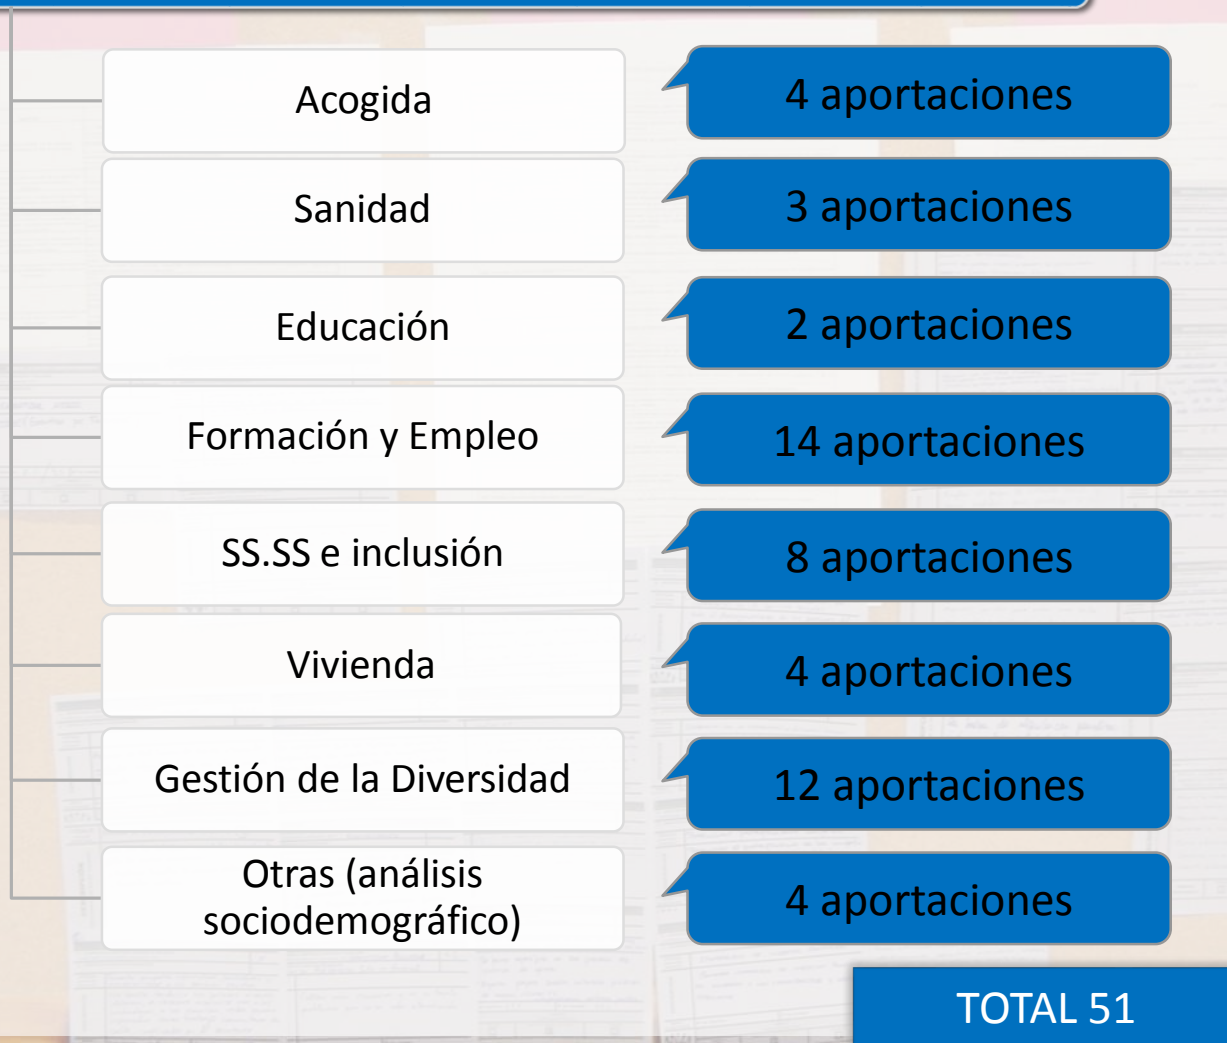 Acogida
4 aportaciones
Sanidad
3 aportaciones
Educación
2 aportaciones
Formación y Empleo
14 aportaciones
SS.SS e inclusión
8 aportaciones
Vivienda
4 aportaciones
Gestión de la Diversidad
12 aportaciones
Otras (análisis
sociodemográfico)
4 aportaciones
TOTAL 51